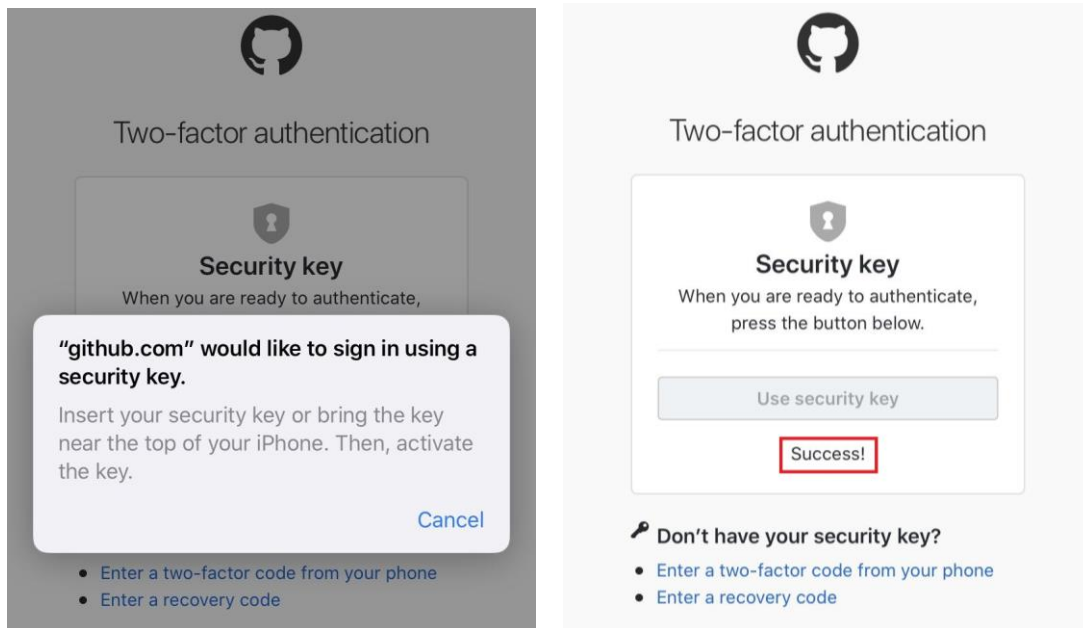 Two-factor authentication
Security key
When you are ready to authenticate,
“github.com” would like to sign in using a
security key.
Insert your security key or bring the key
near the top of your iPhone. Then, activate
the key.
Cancel
Enter a two-factor code from your phone
Enter a recovery code
Two-factor authentication
Security key
When you are ready to authenticate,
press the button below.
Use security key
Success!
Don’t have your security key?
Enter a two-factor code from your phone
Enter a recovery code